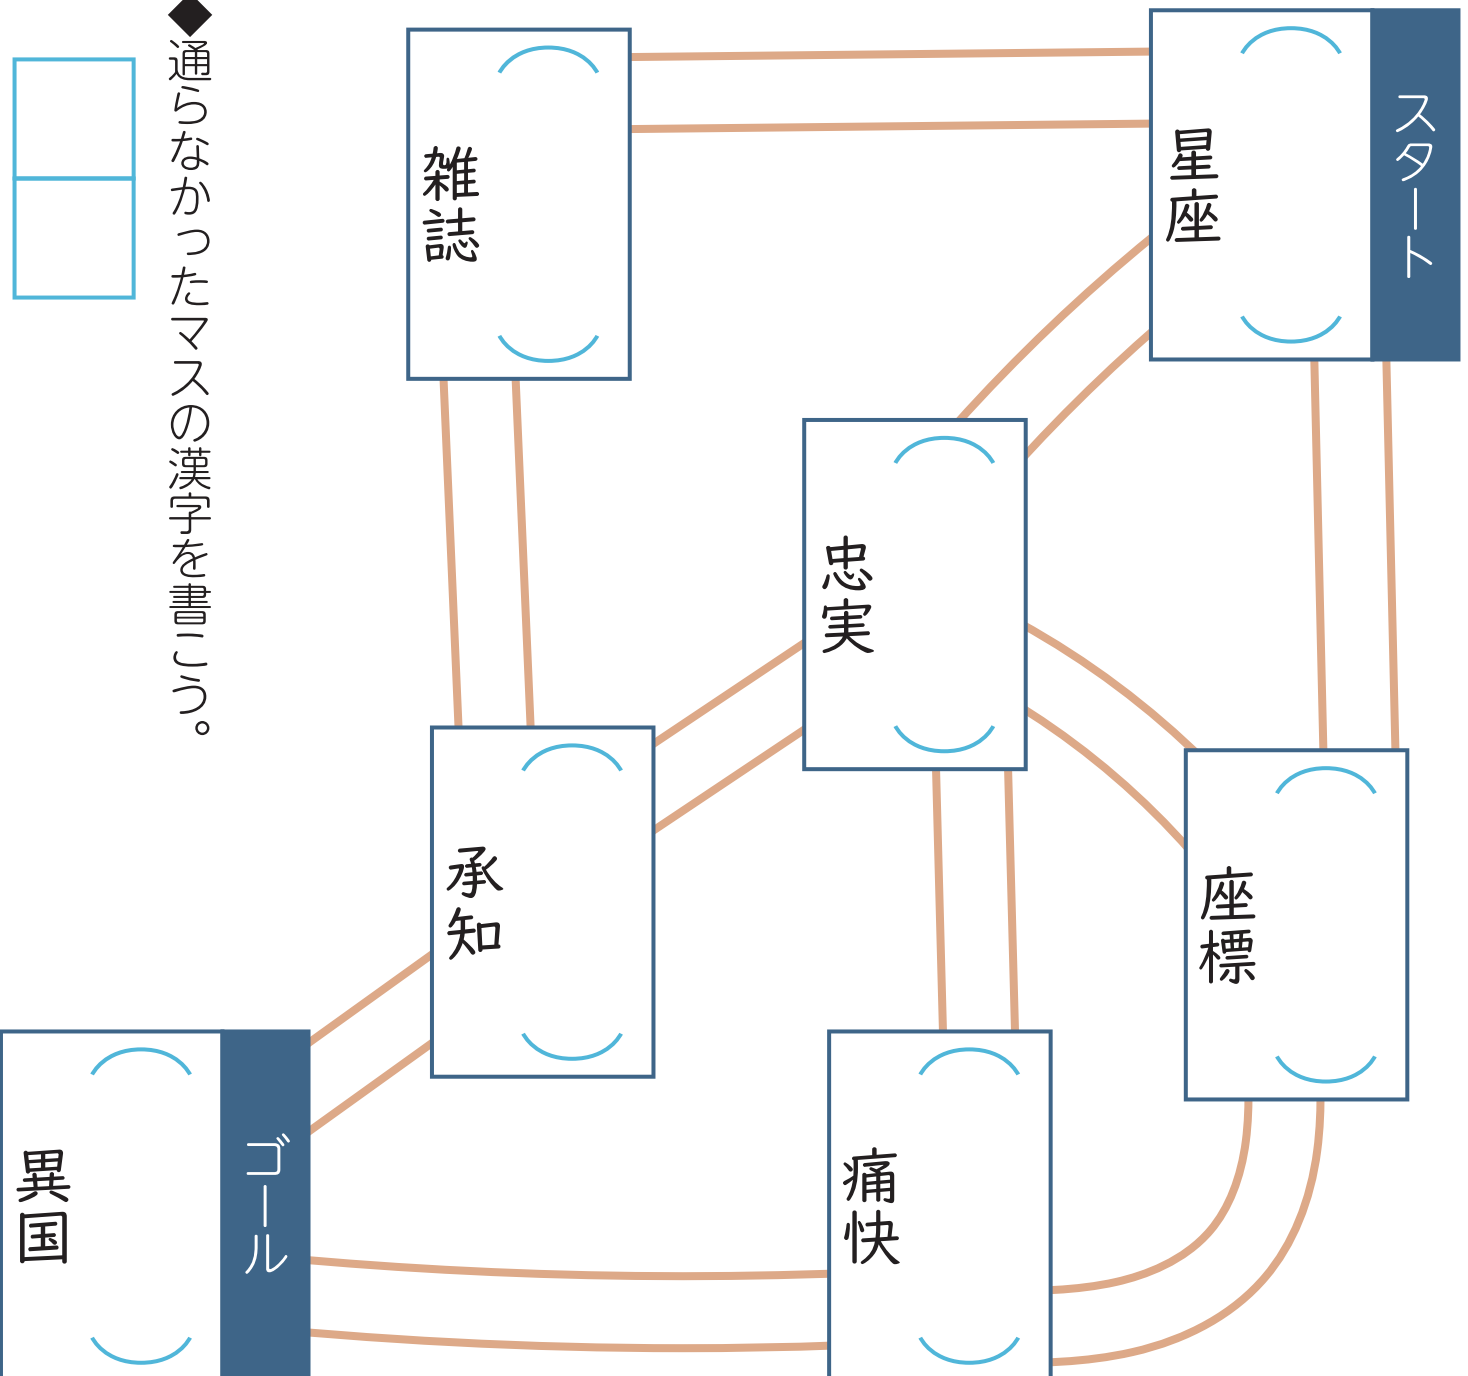 スタート
星座
座標
忠実
痛快
雑誌
承知
ゴール
異国
◆通らなかったマスの漢字を書こう。